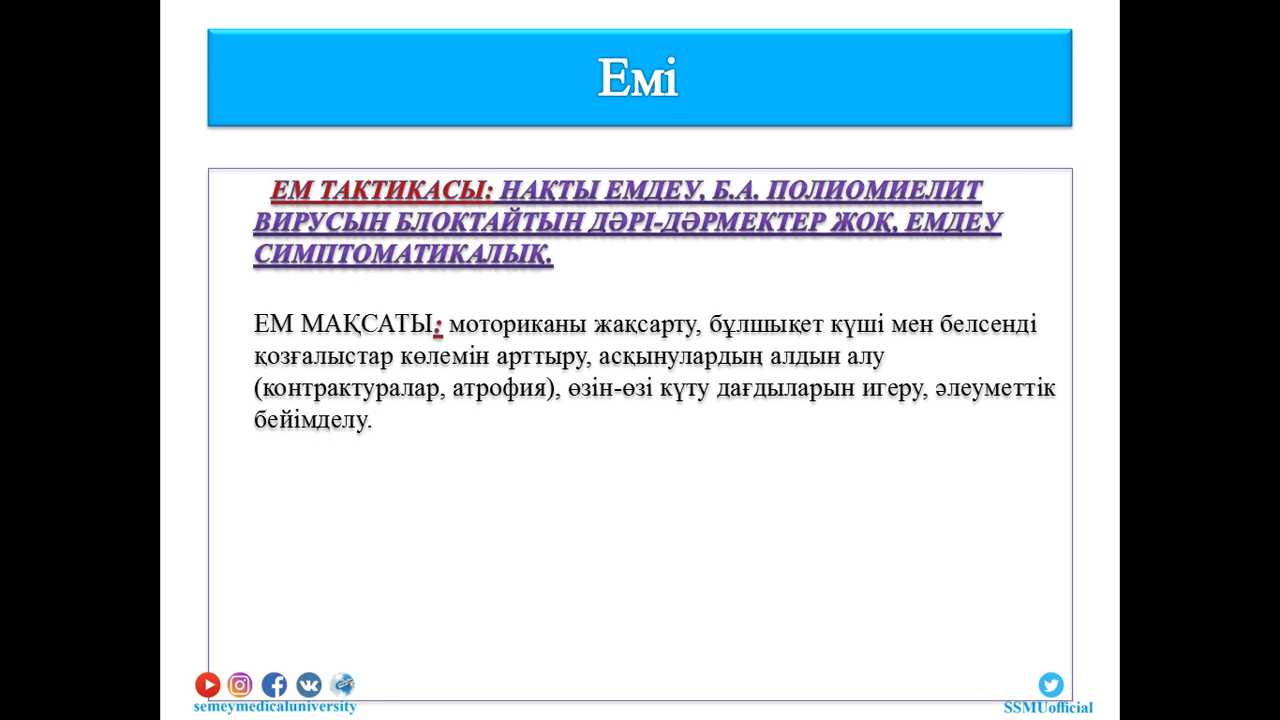 Емі
ЕМ ТАКТИКАСЫ: НАҚТЫ ЕМДЕУ, Б.А. ПОЛИОМИЕЛИТ
ВИРУСЫН БЛОКТАЙТЫН ДӘРІ-ДӘРМЕКТЕР ЖОҚ, ЕМДЕУ
СИМПТОМАТИКАЛЫҚ.
ЕМ МАҚСАТЫ: моториканы жақсарту, бұлшықет күші мен белсенді
қозғалыстар көлемін арттыру, асқынулардың алдын алу
(контрактуралар, атрофия), өзін-өзі күту дағдыларын игеру, әлеуметтік
бейімделу.
semeymedicaluniversity
SSMUofficial